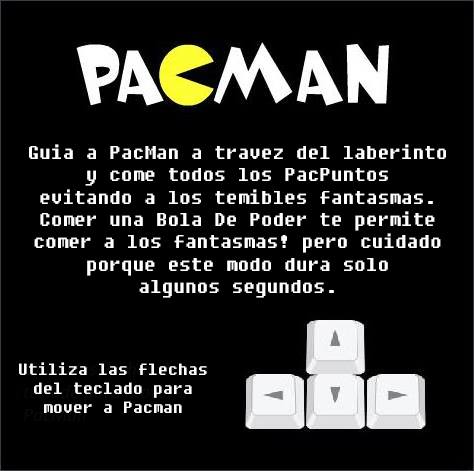 PACMAN
Guia a PacMan a travez del laberinto
y come todos los PacPuntos
evitando a los temibles fantasmas.
Comer una Bola De Poder te permite
comer a los fantasmas! pero cuidado
porque este modo dura solo
algunos segundos.
Utiliza las flechas
del teclado para
mover a Pacman